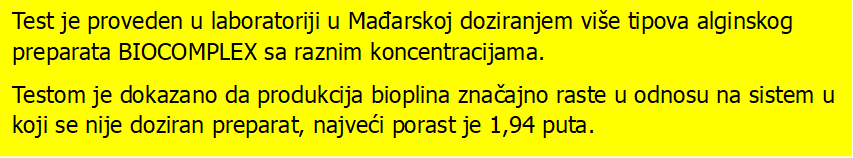 Test je proveden u laboratoriji u Mađarskoj doziranjem više tipova alginskog
preparata BIOCOMPLEX sa raznim koncentracijama.
Testom je dokazano da produkcija bioplina značajno raste u odnosu na sistem u
koji se nije doziran preparat, najveći porast je 1,94 puta.